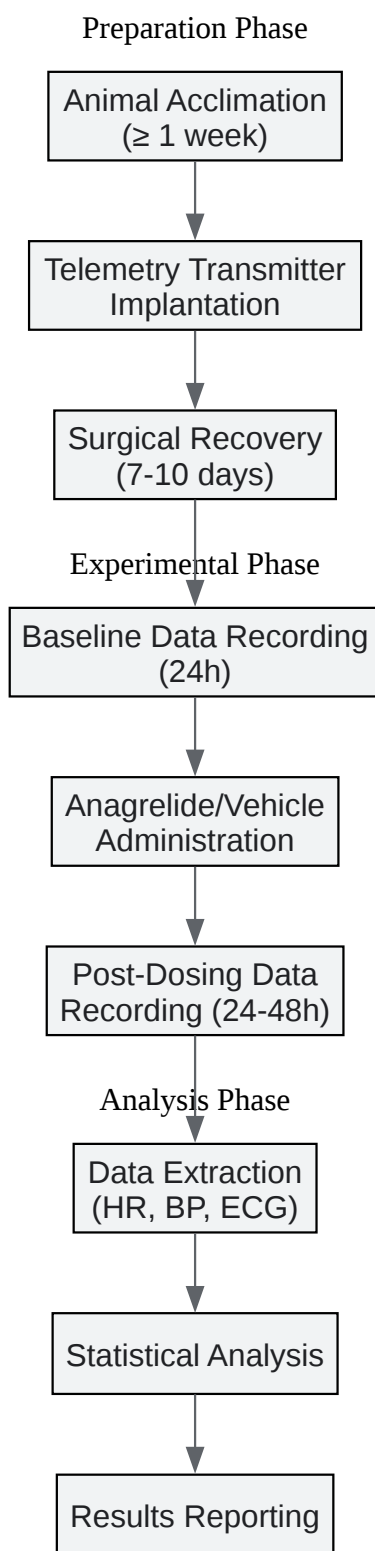 Preparation Phase
Animal Acclimation
(≥ 1 week)
Telemetry Transmitter
Implantation
Surgical Recovery
(7-10 days)
Experimental Phase
Baseline Data Recording
(24h)
Anagrelide/Vehicle
Administration
Post-Dosing Data
Recording (24-48h)
Analysis Phase
Data Extraction
(HR, BP, ECG)
Statistical Analysis
Results Reporting